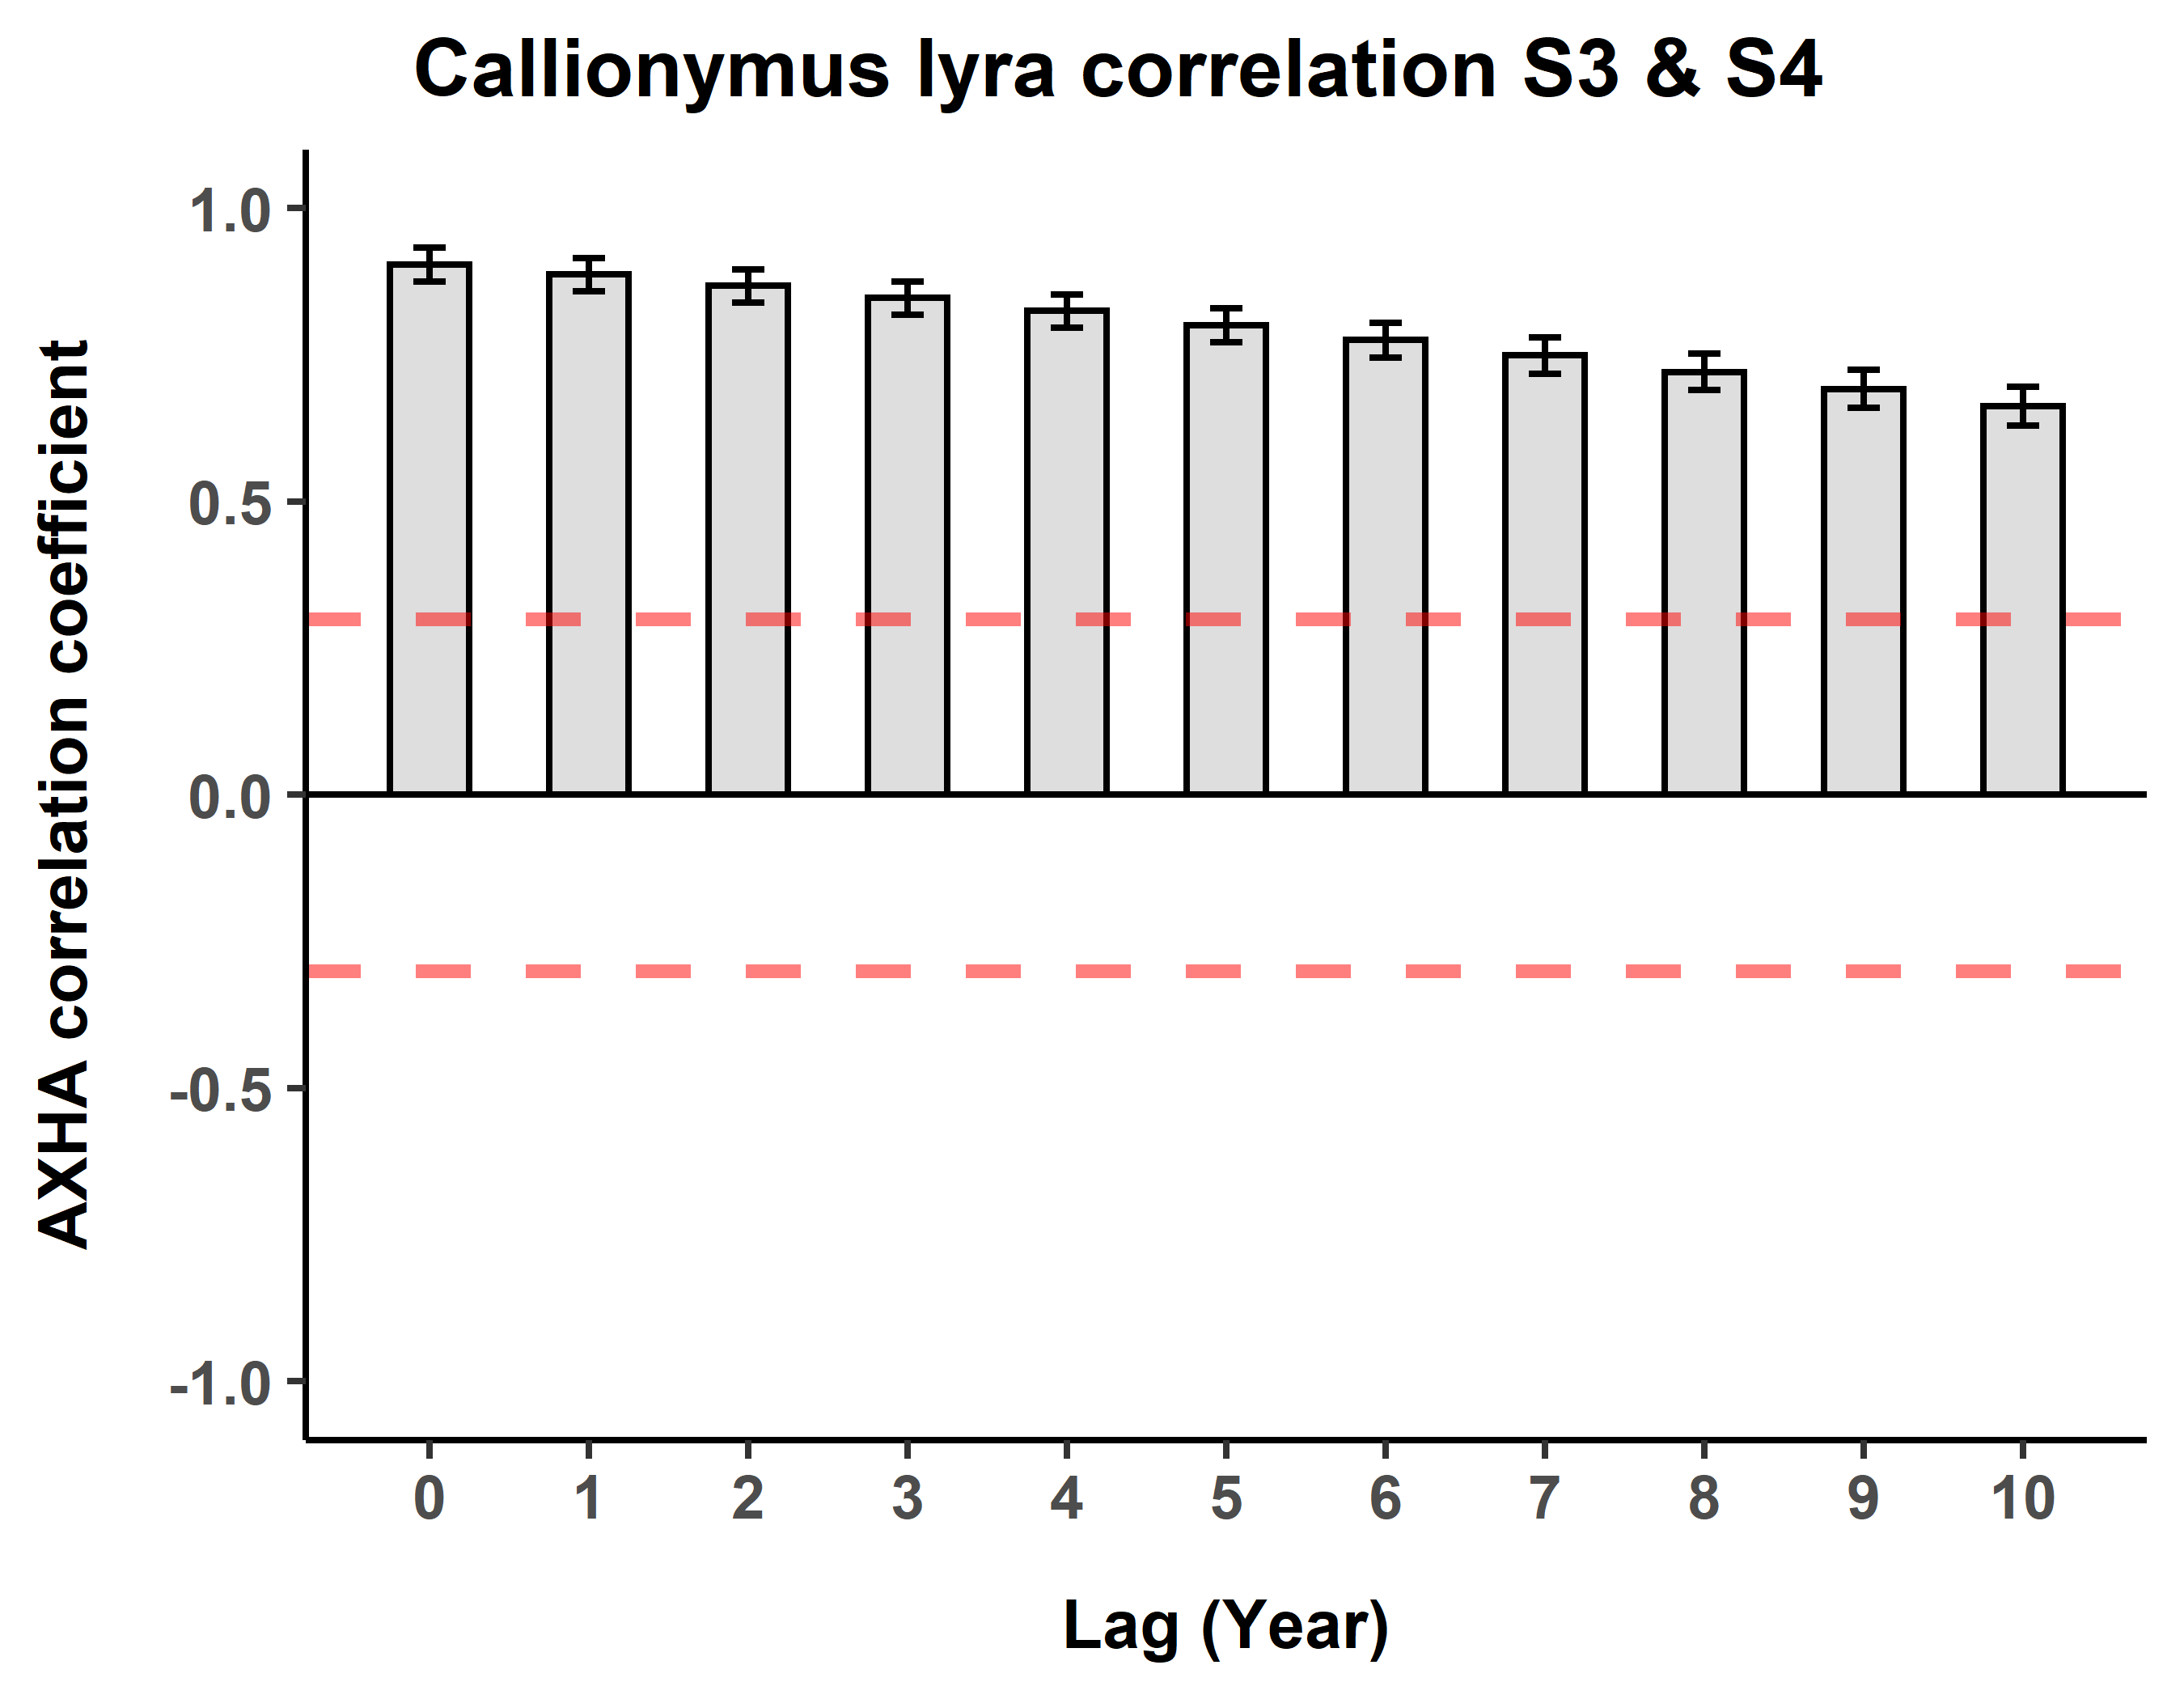 Callionymus lyra correlation S3 & S4
AXHA correlation coefficient
1.0
0.5
0.0
-0.5
-1.0
0 1 2 3 4 5 6 7 8 9 10
Lag (Year)